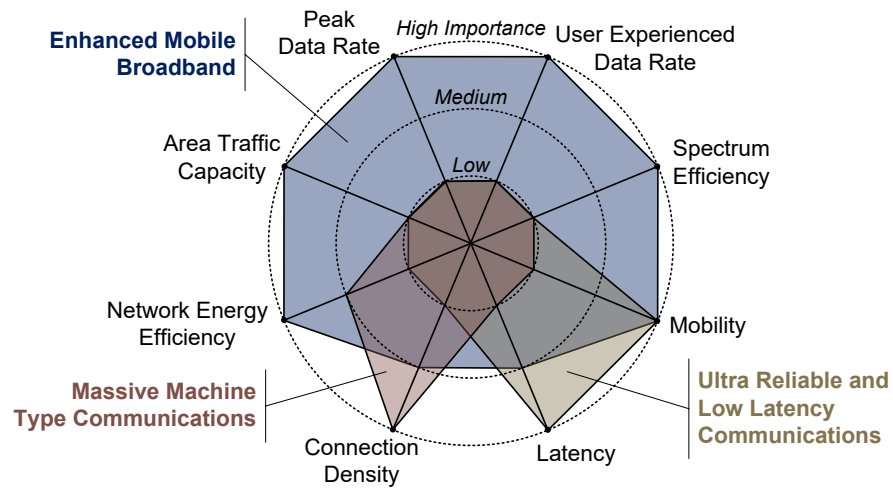 Peak
Data Rate
High Importance
User Experienced
Data Rate
Enhanced Mobile
Broadband
Medium
Area Traffic
Capacity
Low
Spectrum
Efficiency
Network Energy
Efficiency
Mobility
Massive Machine
Type Communications
Ultra Reliable and
Low Latency
Communications
Connection
Density
Latency